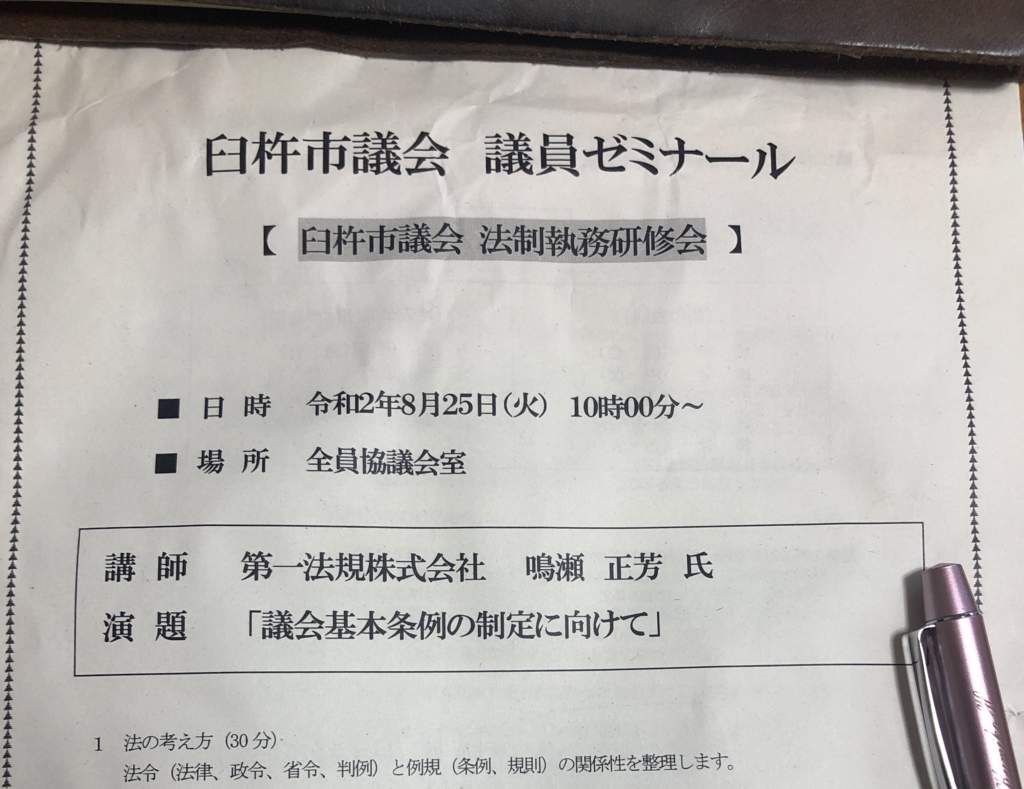 臼杵市議会 議員ゼミナール
【 臼杵市議会 法制執務研修会 】
■ 日 時 令和2年8月25日(火) 10時00分～
■ 場 所 全員協議会室
講 師 第一法規株式会社 鳴瀬 正芳 氏
演 題 「議会基本条例の制定に向けて」
1 法の考え方（30分）
法令（法律、政令、省令、判例）と例規（条例、規則）の関係性を整理します。